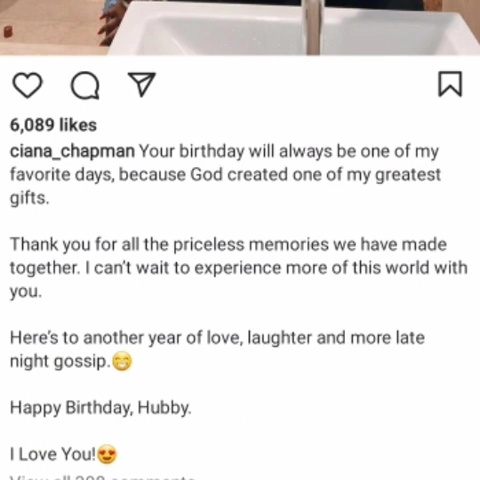 6,089 likes
ciana_chapman Your birthday will always be one of my
favorite days, because God created one of my greatest
gifts.
Thank you for all the priceless memories we have made
together. I can't wait to experience more of this world with
you.
Here's to another year of love, laughter and more late
night gossip.😁
Happy Birthday, Hubby.
I Love You!😍
View all comments